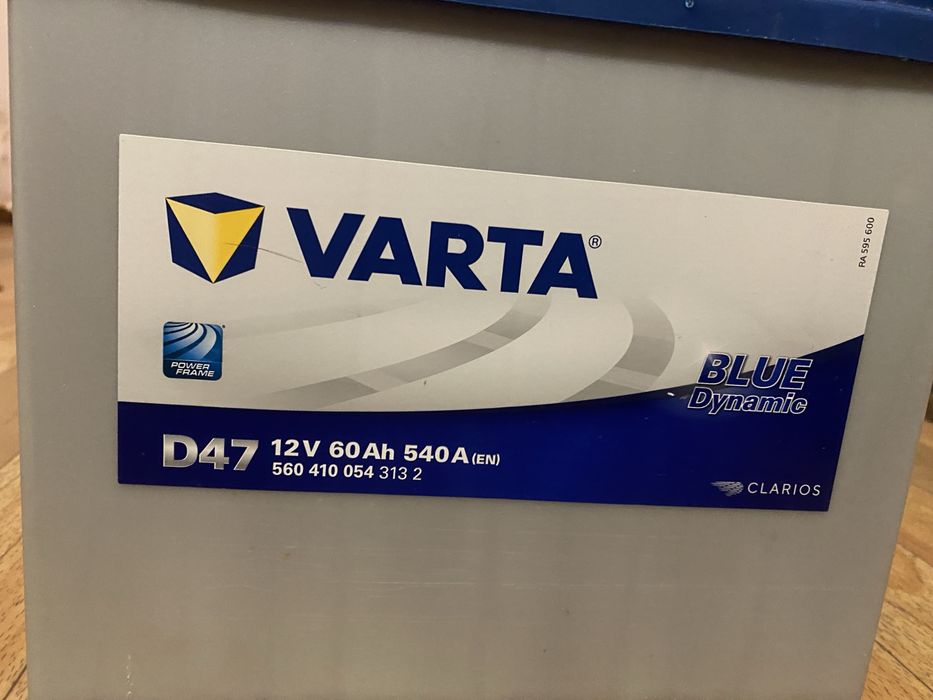 VARTA®
RA 595 600
POWER
FRAME
BLUE
Dynamic
D47 12V 60Ah 540A (EN)
560 410 054 313 2
CLARIOS